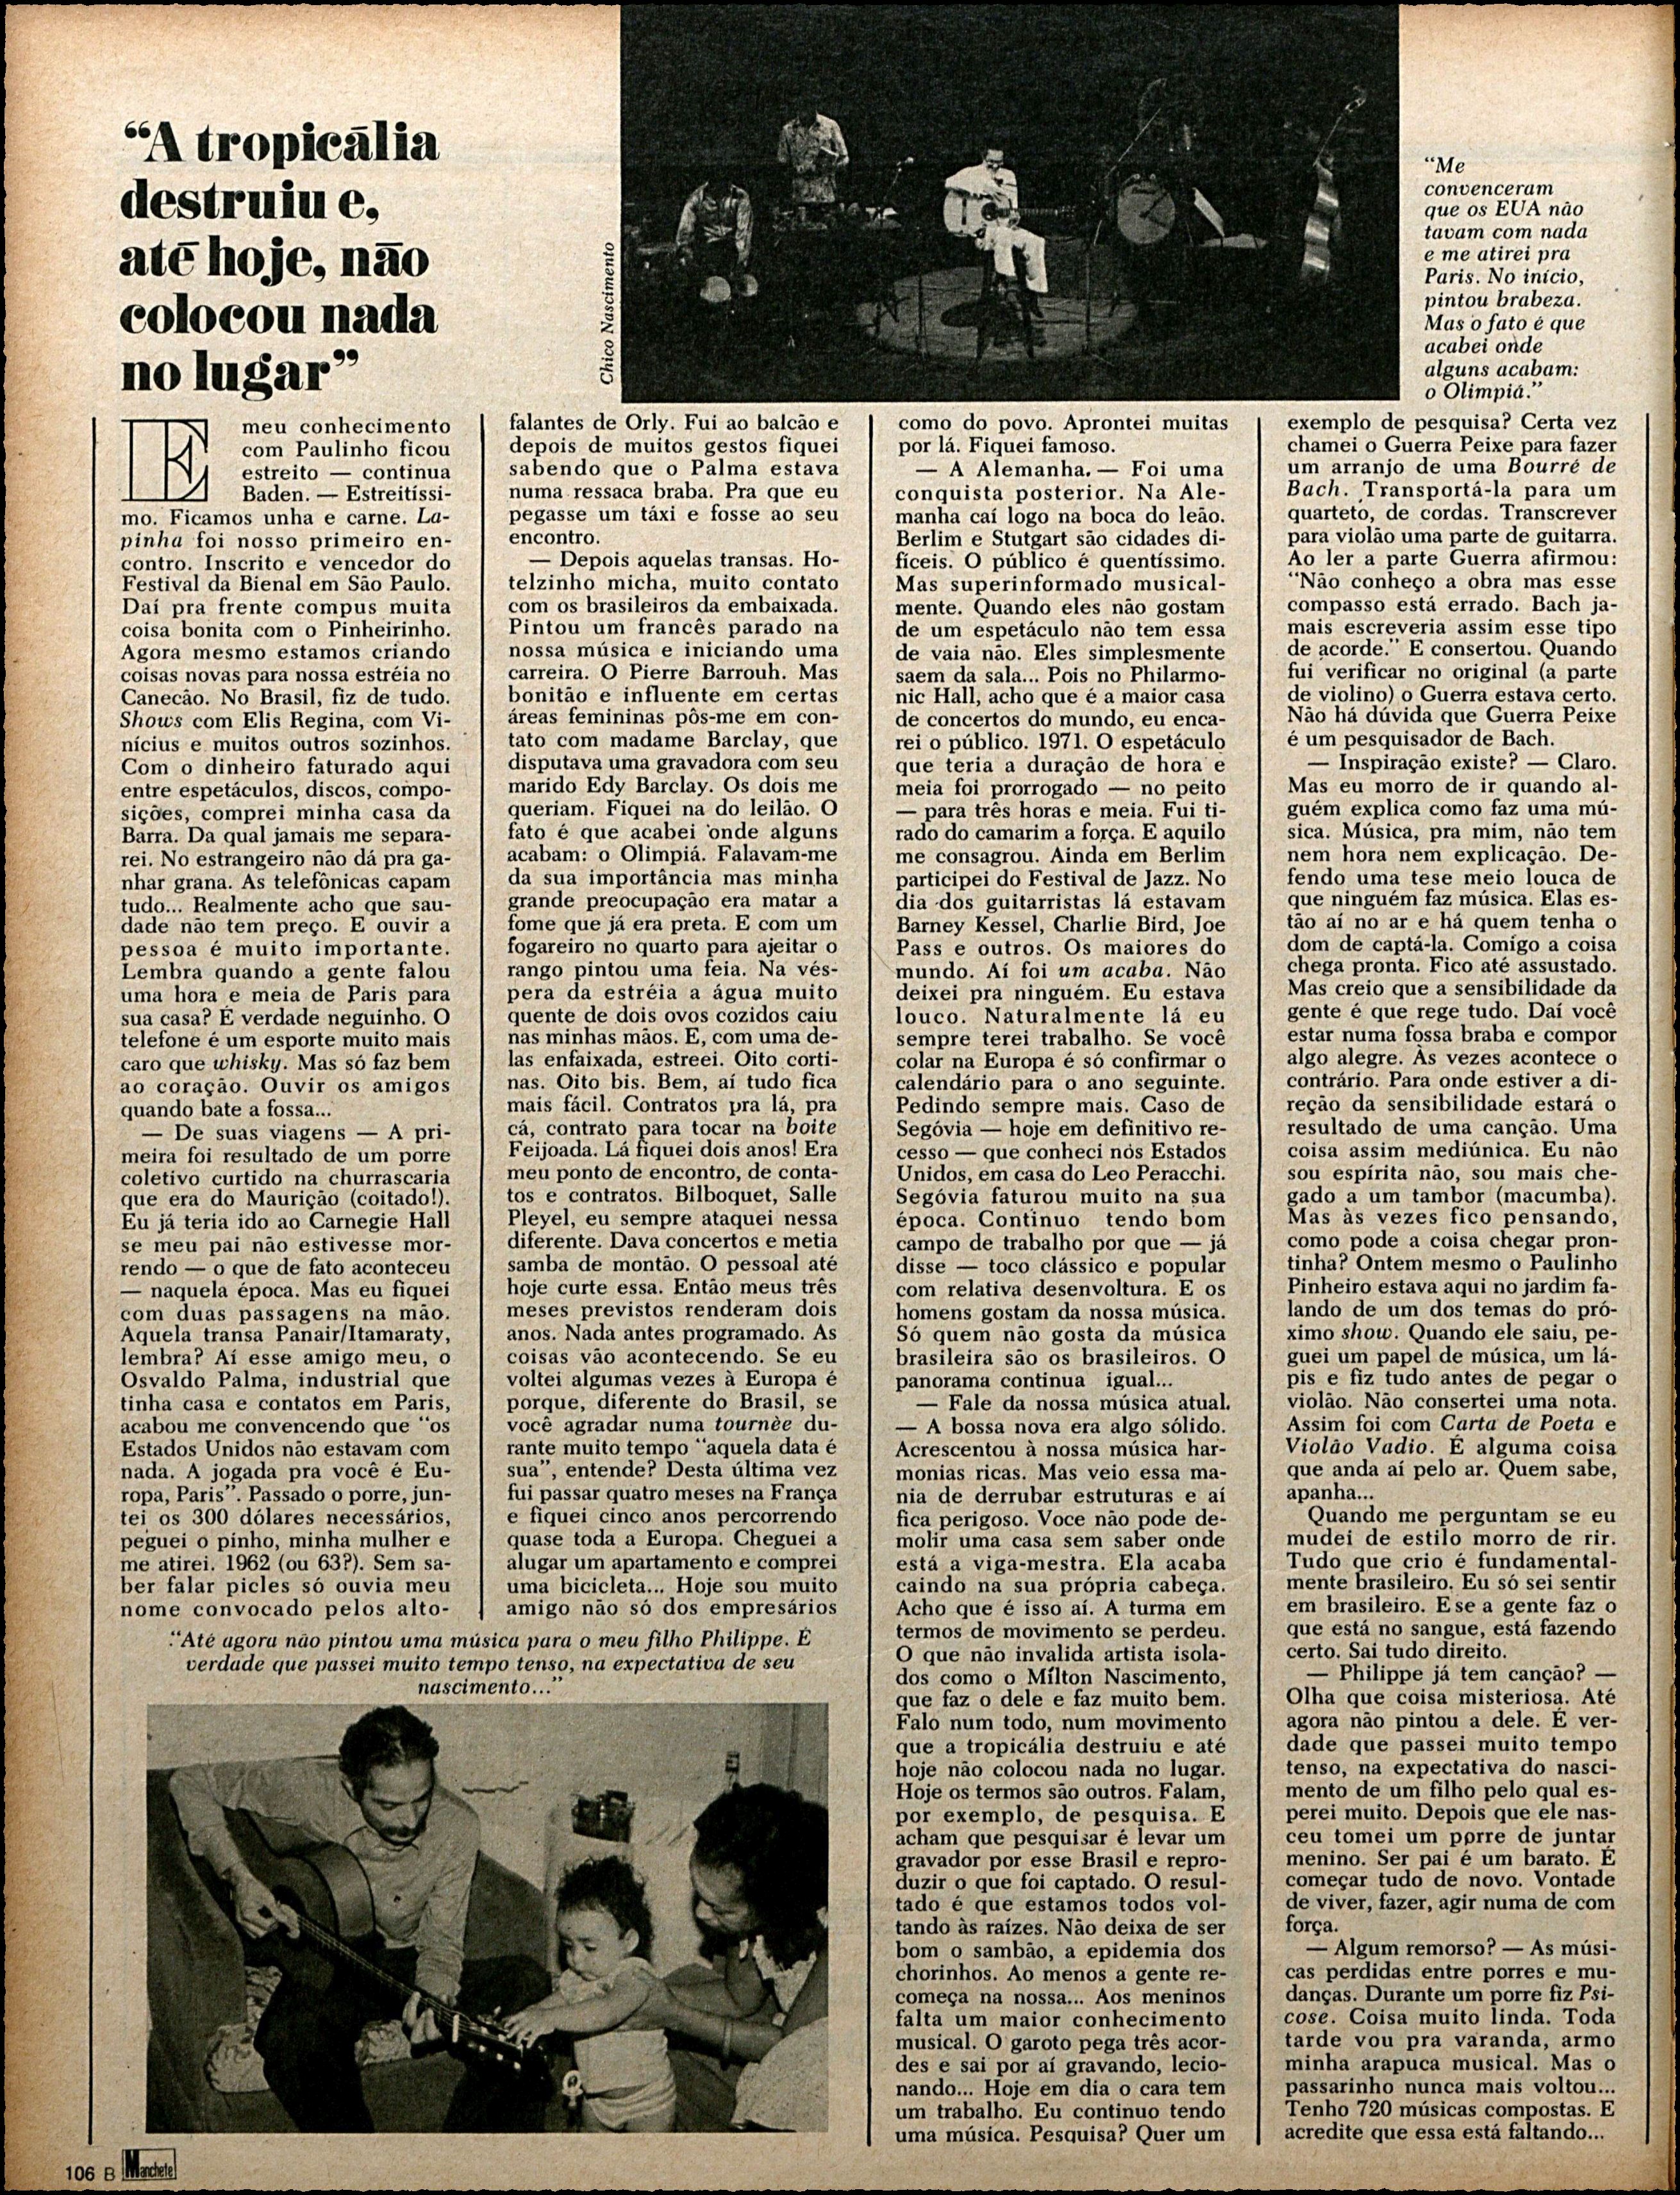 “A tropicália
destruiu e,
até hoje, não
colocou nada
no lugar”
Chico Nascimento
“Me
convenceram
que os EUA não
tavam com nada
e me atirei pra
Paris. No início,
pintou brabeza.
Mas o fato é que
acabei onde
alguns acabam:
o Olimpiá.”
E meu conhecimento
com Paulinho ficou
estreito — continua
Baden. — Estreitíssi-
mo. Ficamos unha e carne. La-
pinha foi nosso primeiro en-
contro. Inscrito e vencedor do
Festival da Bienal em São Paulo.
Daí pra frente compus muita
coisa bonita com o Pinheirinho.
Agora mesmo estamos criando
coisas novas para nossa estréia no
Canecão. No Brasil, fiz de tudo.
Shows com Elis Regina, com Vi-
nícius e muitos outros sozinhos.
Com o dinheiro faturado aqui
entre espetáculos, discos, compo-
sições, comprei minha casa da
Barra. Da qual jamais me separa-
rei. No estrangeiro não dá pra ga-
nhar grana. As telefônicas capam
tudo... Realmente acho que sau-
dade não tem preço. E ouvir a
pessoa é muito importante.
Lembra quando a gente falou
uma hora e meia de Paris para
sua casa? É verdade neguinho. O
telefone é um esporte muito mais
caro que whisky. Mas só faz bem
ao coração. Ouvir os amigos
quando bate a fossa...
— De suas viagens — A pri-
meira foi resultado de um porre
coletivo curtido na churrascaria
que era do Maurição (coitado!).
Eu já teria ido ao Carnegie Hall
se meu pai não estivesse mor-
rendo — o que de fato aconteceu
— naquela época. Mas eu fiquei
com duas passagens na mão.
Aquela transa Panair/Itamaraty,
lembra? Aí esse amigo meu, o
Osvaldo Palma, industrial que
tinha casa e contatos em Paris,
acabou me convencendo que “os
Estados Unidos não estavam com
nada. A jogada pra você é Eu-
ropa, Paris”. Passado o porre, jun-
tei os 300 dólares necessários,
peguei o pinho, minha mulher e
me atirei. 1962 (ou 63?). Sem sa-
ber falar picles só ouvia meu
nome convocado pelos alto-
falantes de Orly. Fui ao balcão e
depois de muitos gestos fiquei
sabendo que o Palma estava
numa ressaca braba. Pra que eu
pegasse um táxi e fosse ao seu
encontro.
— Depois aquelas transas. Ho-
telzinho micha, muito contato
com os brasileiros da embaixada.
Pintou um francês parado na
nossa música e iniciando uma
carreira. O Pierre Barrouh. Mas
bonitão e influente em certas
áreas femininas pôs-me em con-
tato com madame Barclay, que
disputava uma gravadora com seu
marido Edy Barclay. Os dois me
queriam. Fiquei na do leilão. O
fato é que acabei onde alguns
acabam: o Olimpiá. Falavam-me
da sua importância mas minha
grande preocupação era matar a
fome que já era preta. E com um
fogareiro no quarto para ajeitar o
rango pintou uma feia. Na vés-
pera da estréia a água muito
quente de dois ovos cozidos caiu
nas minhas mãos. E, com uma de-
las enfaixada, estreei. Oito corti-
nas. Oito bis. Bem, aí tudo fica
mais fácil. Contratos pra lá, pra
cá, contrato para tocar na boite
Feijoada. Lá fiquei dois anos! Era
meu ponto de encontro, de conta-
tos e contratos. Bilboquet, Salle
Pleyel, eu sempre ataquei nessa
diferente. Dava concertos e metia
samba de montão. O pessoal até
hoje curte essa. Então meus três
meses previstos renderam dois
anos. Nada antes programado. As
coisas vão acontecendo. Se eu
voltei algumas vezes à Europa é
porque, diferente do Brasil, se
você agradar numa tournèe du-
rante muito tempo “aquela data é
sua”, entende? Desta última vez
fui passar quatro meses na França
e fiquei cinco anos percorrendo
quase toda a Europa. Cheguei a
alugar um apartamento e comprei
uma bicicleta... Hoje sou muito
amigo não só dos empresários
“Até agora não pintou uma música para o meu filho Philippe. É
verdade que passei muito tempo tenso, na expectativa de seu
nascimento...”
como do povo. Aprontei muitas
por lá. Fiquei famoso.
— A Alemanha. — Foi uma
conquista posterior. Na Ale-
manha caí logo na boca do leão.
Berlim e Stutgart são cidades di-
fíceis. O público é quentíssimo.
Mas superinformado musical-
mente. Quando eles não gostam
de um espetáculo não tem essa
de vaia não. Eles simplesmente
saem da sala... Pois no Philarmo-
nic Hall, acho que é a maior casa
de concertos do mundo, eu enca-
rei o público. 1971. O espetáculo
que teria a duração de hora e
meia foi prorrogado — no peito
— para três horas e meia. Fui ti-
rado do camarim a força. E aquilo
me consagrou. Ainda em Berlim
participei do Festival de Jazz. No
dia dos guitarristas lá estavam
Barney Kessel, Charlie Bird, Joe
Pass e outros. Os maiores do
mundo. Aí foi um acaba. Não
deixei pra ninguém. Eu estava
louco. Naturalmente lá eu
sempre terei trabalho. Se você
colar na Europa é só confirmar o
calendário para o ano seguinte.
Pedindo sempre mais. Caso de
Segóvia — hoje em definitivo re-
cesso — que conheci nos Estados
Unidos, em casa do Leo Peracchi.
Segóvia faturou muito na sua
época. Continuo tendo bom
campo de trabalho por que — já
disse — toco clássico e popular
com relativa desenvoltura. E os
homens gostam da nossa música.
Só quem não gosta da música
brasileira são os brasileiros. O
panorama continua igual...
— Fale da nossa música atual.
— A bossa nova era algo sólido.
Acrescentou à nossa música har-
monias ricas. Mas veio essa ma-
nia de derrubar estruturas e aí
fica perigoso. Voce não pode de-
molir uma casa sem saber onde
está a viga-mestra. Ela acaba
caindo na sua própria cabeça.
Acho que é isso aí. A turma em
termos de movimento se perdeu.
O que não invalida artista isola-
dos como o Mílton Nascimento,
que faz o dele e faz muito bem.
Falo num todo, num movimento
que a tropicália destruiu e até
hoje não colocou nada no lugar.
Hoje os termos são outros. Falam,
por exemplo, de pesquisa. E
acham que pesquisar é levar um
gravador por esse Brasil e repro-
duzir o que foi captado. O resul-
tado é que estamos todos vol-
tando às raízes. Não deixa de ser
bom o sambão, a epidemia dos
chorinhos. Ao menos a gente re-
começa na nossa... Aos meninos
falta um maior conhecimento
musical. O garoto pega três acor-
des e sai por aí gravando, lecio-
nando... Hoje em dia o cara tem
um trabalho. Eu continuo tendo
uma música. Pesquisa? Quer um
exemplo de pesquisa? Certa vez
chamei o Guerra Peixe para fazer
um arranjo de uma Bourré de
Bach. Transportá-la para um
quarteto, de cordas. Transcrever
para violão uma parte de guitarra.
Ao ler a parte Guerra afirmou:
“Não conheço a obra mas esse
compasso está errado. Bach ja-
mais escreveria assim esse tipo
de acorde.” E consertou. Quando
fui verificar no original (a parte
de violino) o Guerra estava certo.
Não há dúvida que Guerra Peixe
é um pesquisador de Bach.
— Inspiração existe? — Claro.
Mas eu morro de ir quando al-
guém explica como faz uma mú-
sica. Música, pra mim, não tem
nem hora nem explicação. De-
fendo uma tese meio louca de
que ninguém faz música. Elas es-
tão aí no ar e há quem tenha o
dom de captá-la. Comigo a coisa
chega pronta. Fico até assustado.
Mas creio que a sensibilidade da
gente é que rege tudo. Daí você
estar numa fossa braba e compor
algo alegre. Às vezes acontece o
contrário. Para onde estiver a di-
reção da sensibilidade estará o
resultado de uma canção. Uma
coisa assim mediúnica. Eu não
sou espírita não, sou mais che-
gado a um tambor (macumba).
Mas às vezes fico pensando,
como pode a coisa chegar pron-
tinha? Ontem mesmo o Paulinho
Pinheiro estava aqui no jardim fa-
lando de um dos temas do pró-
ximo show. Quando ele saiu, pe-
guei um papel de música, um lá-
pis e fiz tudo antes de pegar o
violão. Não consertei uma nota.
Assim foi com Carta de Poeta e
Violão Vadio. É alguma coisa
que anda aí pelo ar. Quem sabe,
apanha...
Quando me perguntam se eu
mudei de estilo morro de rir.
Tudo que crio é fundamental-
mente brasileiro. Eu só sei sentir
em brasileiro. E se a gente faz o
que está no sangue, está fazendo
certo. Sai tudo direito.
— Philippe já tem canção? —
Olha que coisa misteriosa. Até
agora não pintou a dele. É ver-
dade que passei muito tempo
tenso, na expectativa do nasci-
mento de um filho pelo qual es-
perei muito. Depois que ele nas-
ceu tomei um porre de juntar
menino. Ser pai é um barato. É
começar tudo de novo. Vontade
de viver, fazer, agir numa de com
força.
— Algum remorso? — As músi-
cas perdidas entre porres e mu-
danças. Durante um porre fiz Psi-
cose. Coisa muito linda. Toda
tarde vou pra varanda, armo
minha arapuca musical. Mas o
passarinho nunca mais voltou...
Tenho 720 músicas compostas. E
acredite que essa está faltando...
106 B Manchete